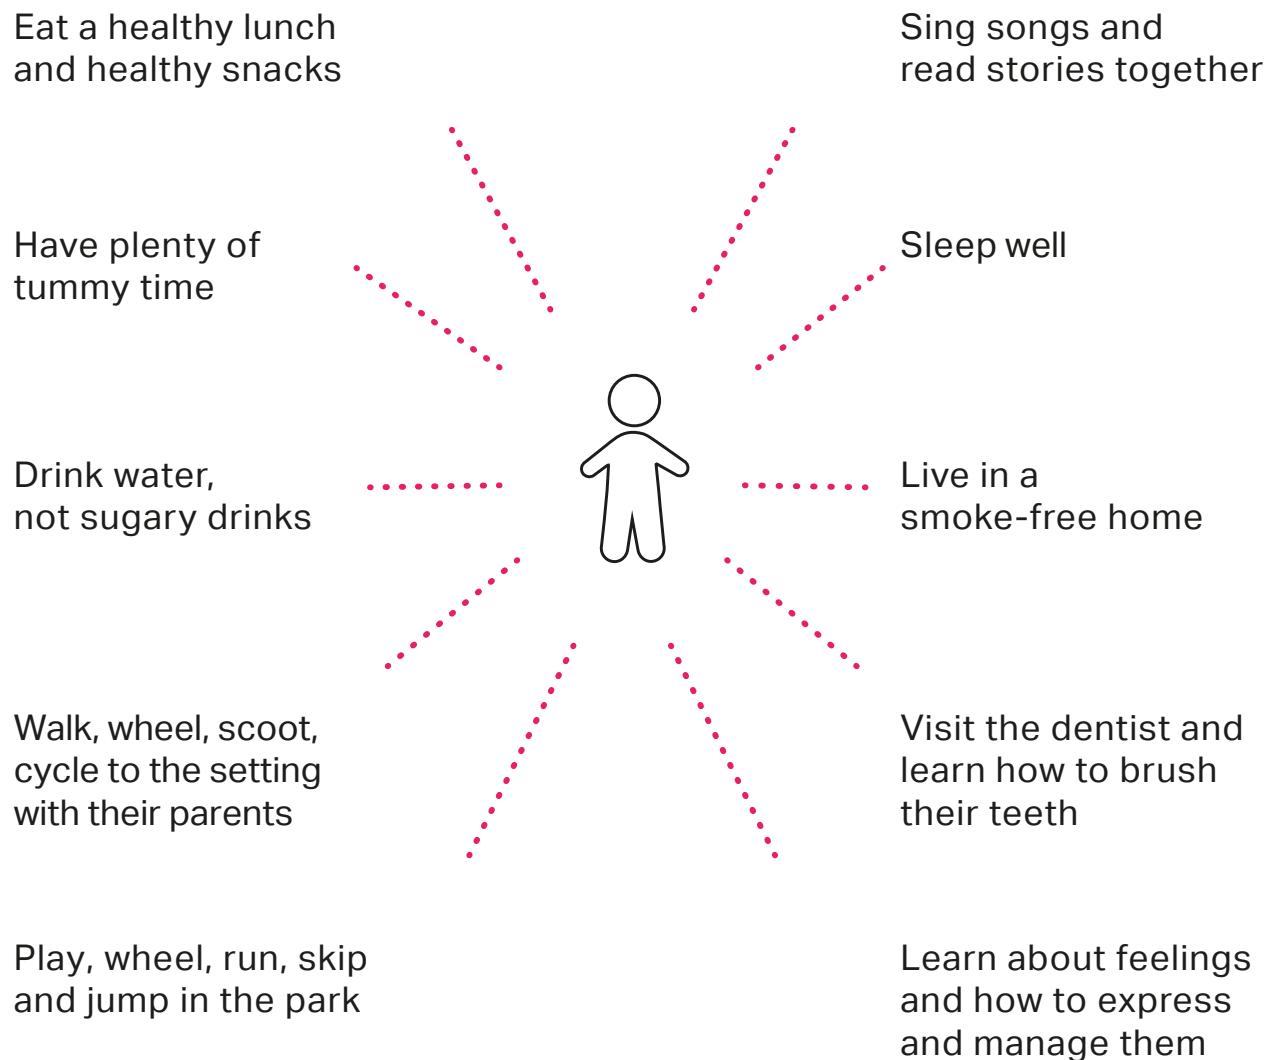 Eat a healthy lunch
and healthy snacks
Sing songs and
read stories together
Have plenty of
tummy time
Sleep well
Drink water,
not sugary drinks
Live in a
smoke-free home
Walk, wheel, scoot,
cycle to the setting
with their parents
Visit the dentist and
learn how to brush
their teeth
Play, wheel, run, skip
and jump in the park
Learn about feelings
and how to express
and manage them